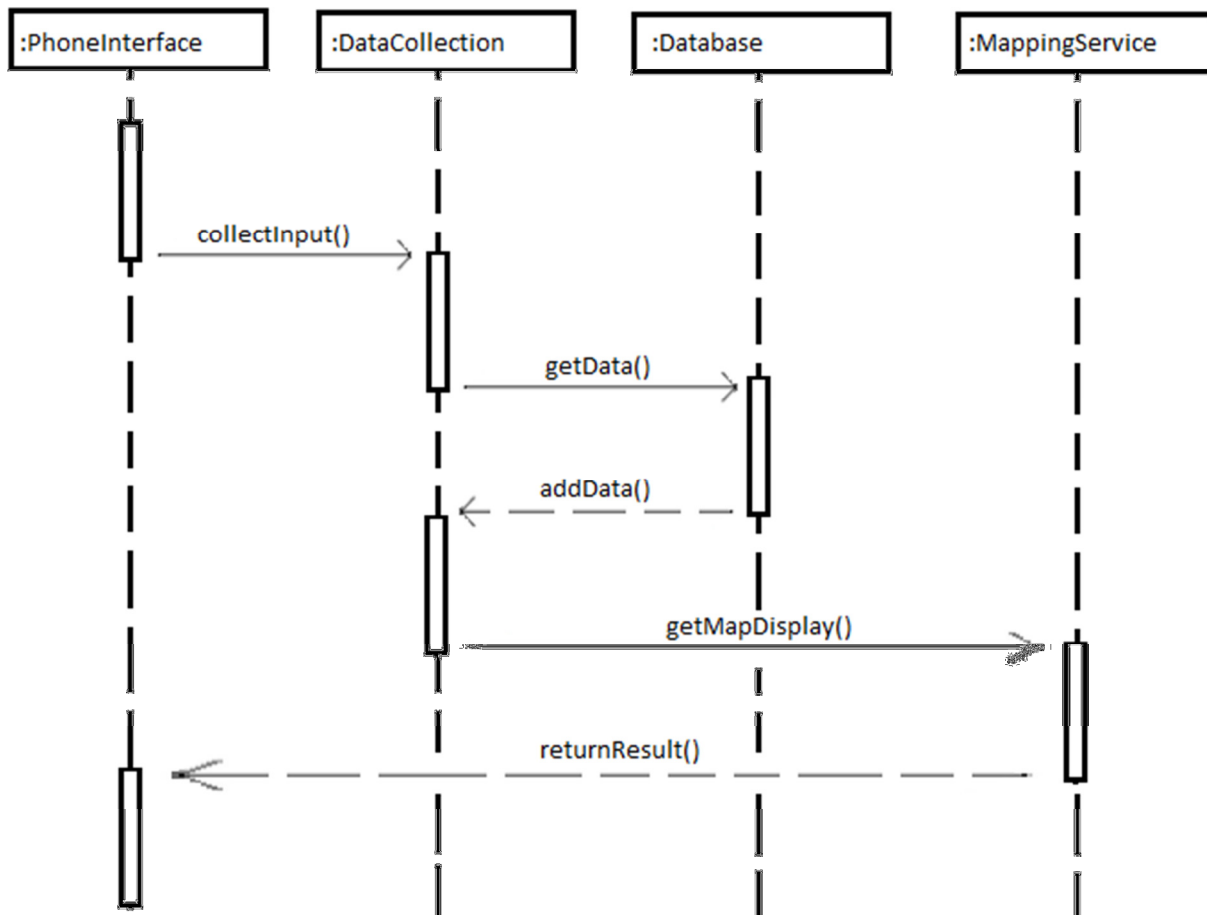 :PhoneInterface
:DataCollection
:Database
:MappingService
collectInput()
getData()
addData()
getMapDisplay()
returnResult()